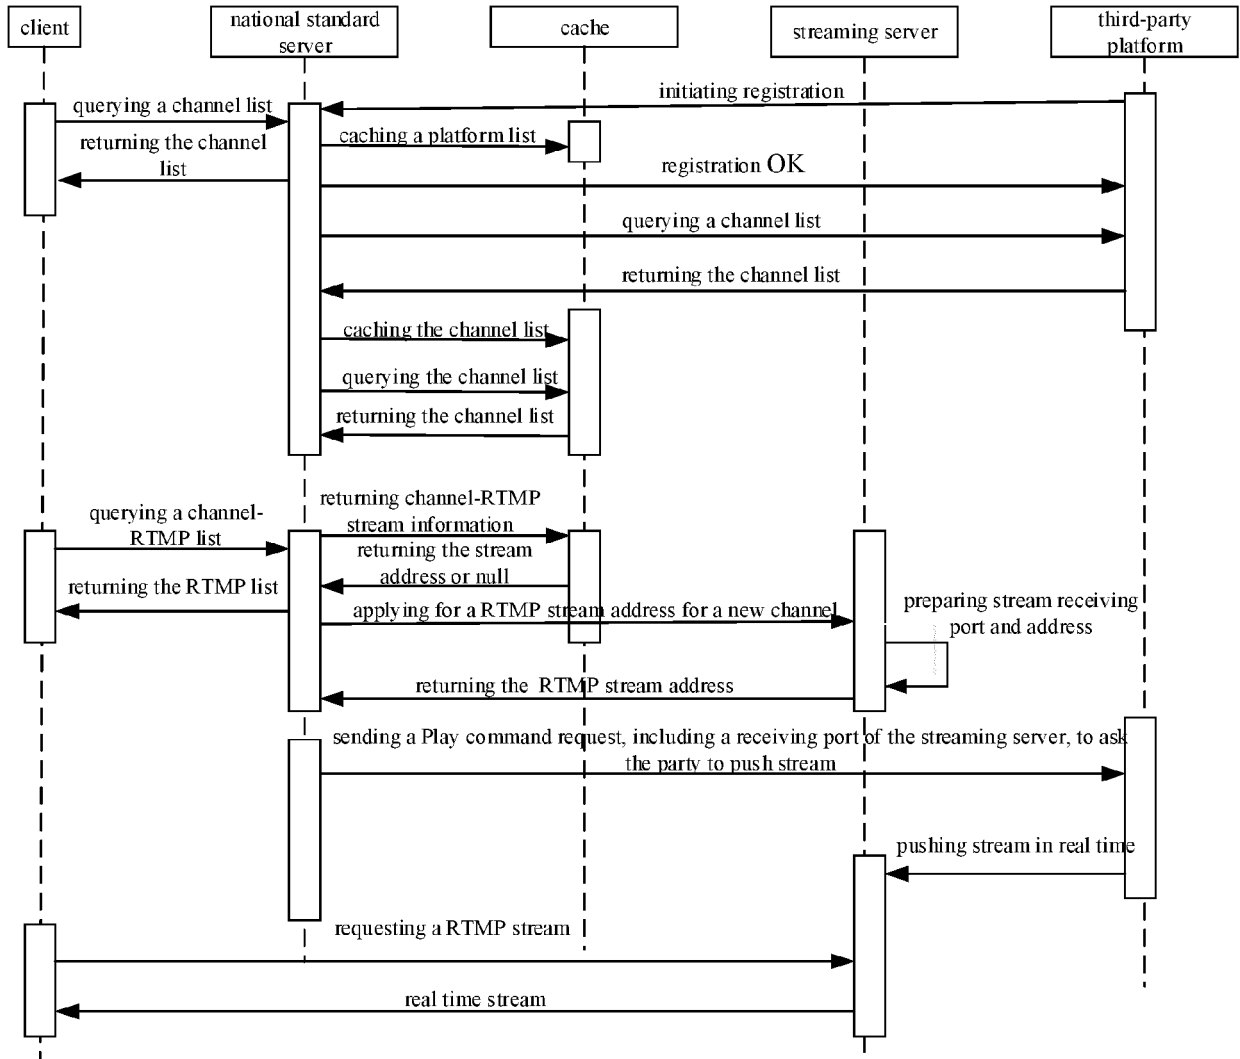 client
national standard
server
cache
streaming server
third-party
platform
querying a channel list
initiating registration
returning the channel
list
caching a platform list
registration OK
querying a channel list
returning the channel list
caching the channel list
querying the channel list
returning the channel list
querying a channel-
RTMP list
returning channel-RTMP
stream information
returning the stream
address or null
returning the RTMP list
applying for a RTMP stream address for a new channel
preparing stream receiving
port and address
returning the RTMP stream address
sending a Play command request, including a receiving port of the streaming server, to ask
the party to push stream
pushing stream in real time
requesting a RTMP stream
real time stream